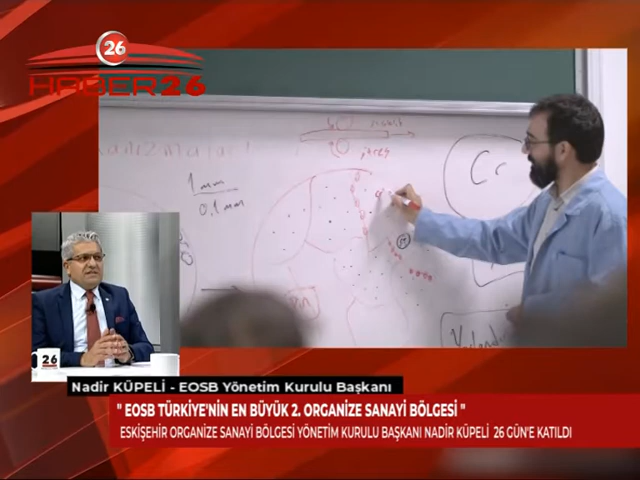 26
HABER26
1 mm
0.1 mm
Cr
26
Nadir KÜPELİ - EOSB Yönetim Kurulu Başkanı
" EOSB TÜRKİYE'NİN EN BÜYÜK 2. ORGANİZE SANAYİ BÖLGESİ "
ESKİŞEHİR ORGANİZE SANAYİ BÖLGESİ YÖNETİM KURULU BAŞKANI NADİR KÜPELİ 26 GÜN'E KATILDI